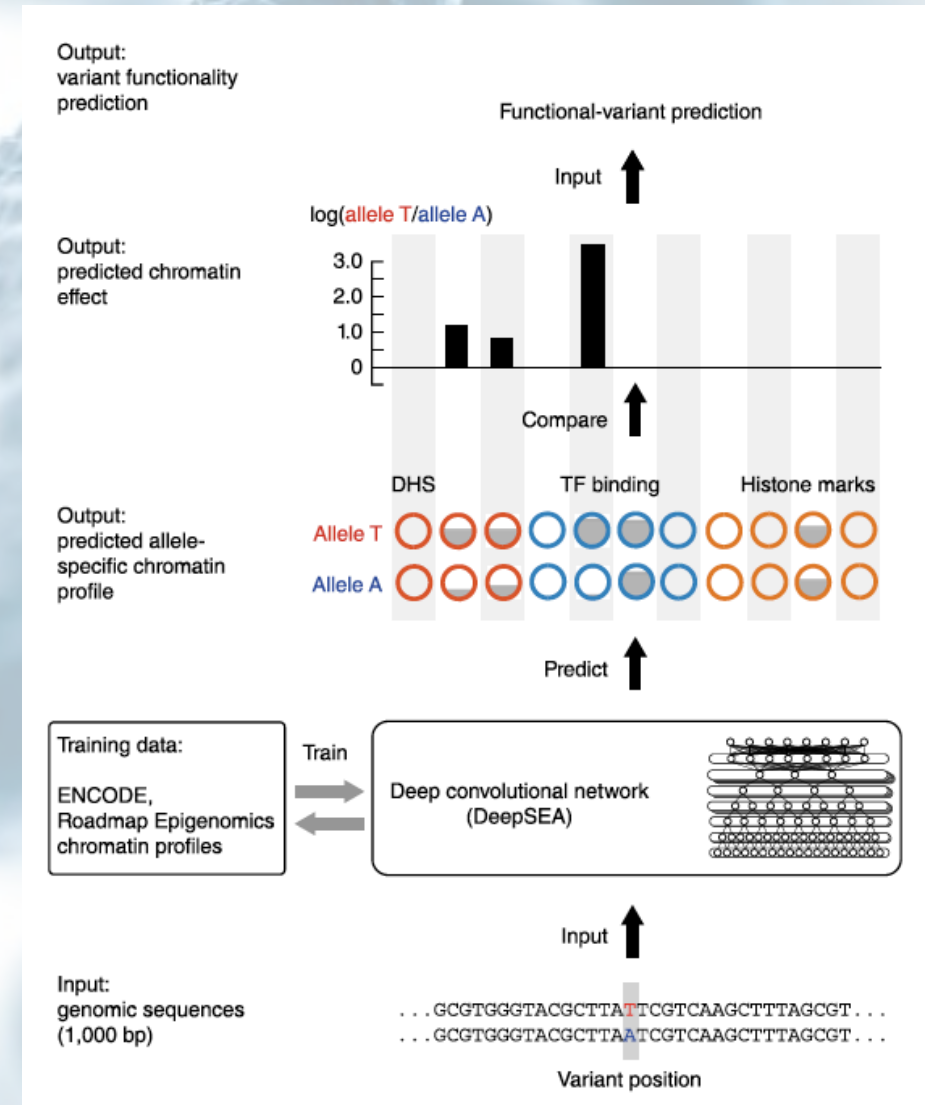 Output:
variant functionality
prediction
Functional-variant prediction
Input
log(allele T/allele A)
Output:
predicted chromatin
effect
3.0
2.0
1.0
0
Compare
DHS
TF binding
Histone marks
Output:
predicted allele-
specific chromatin
profile
Allele T
Allele A
Predict
Training data:
ENCODE,
Roadmap Epigenomics
chromatin profiles
Train
Deep convolutional network
(DeepSEA)
Input
Input:
genomic sequences
(1,000 bp)
...GCGTGGGTACGCTTATTCGTCAAGCTTTAGCGT...
...GCGTGGGTACGCTTAATCGTCAAGCTTTAGCGT...
Variant position